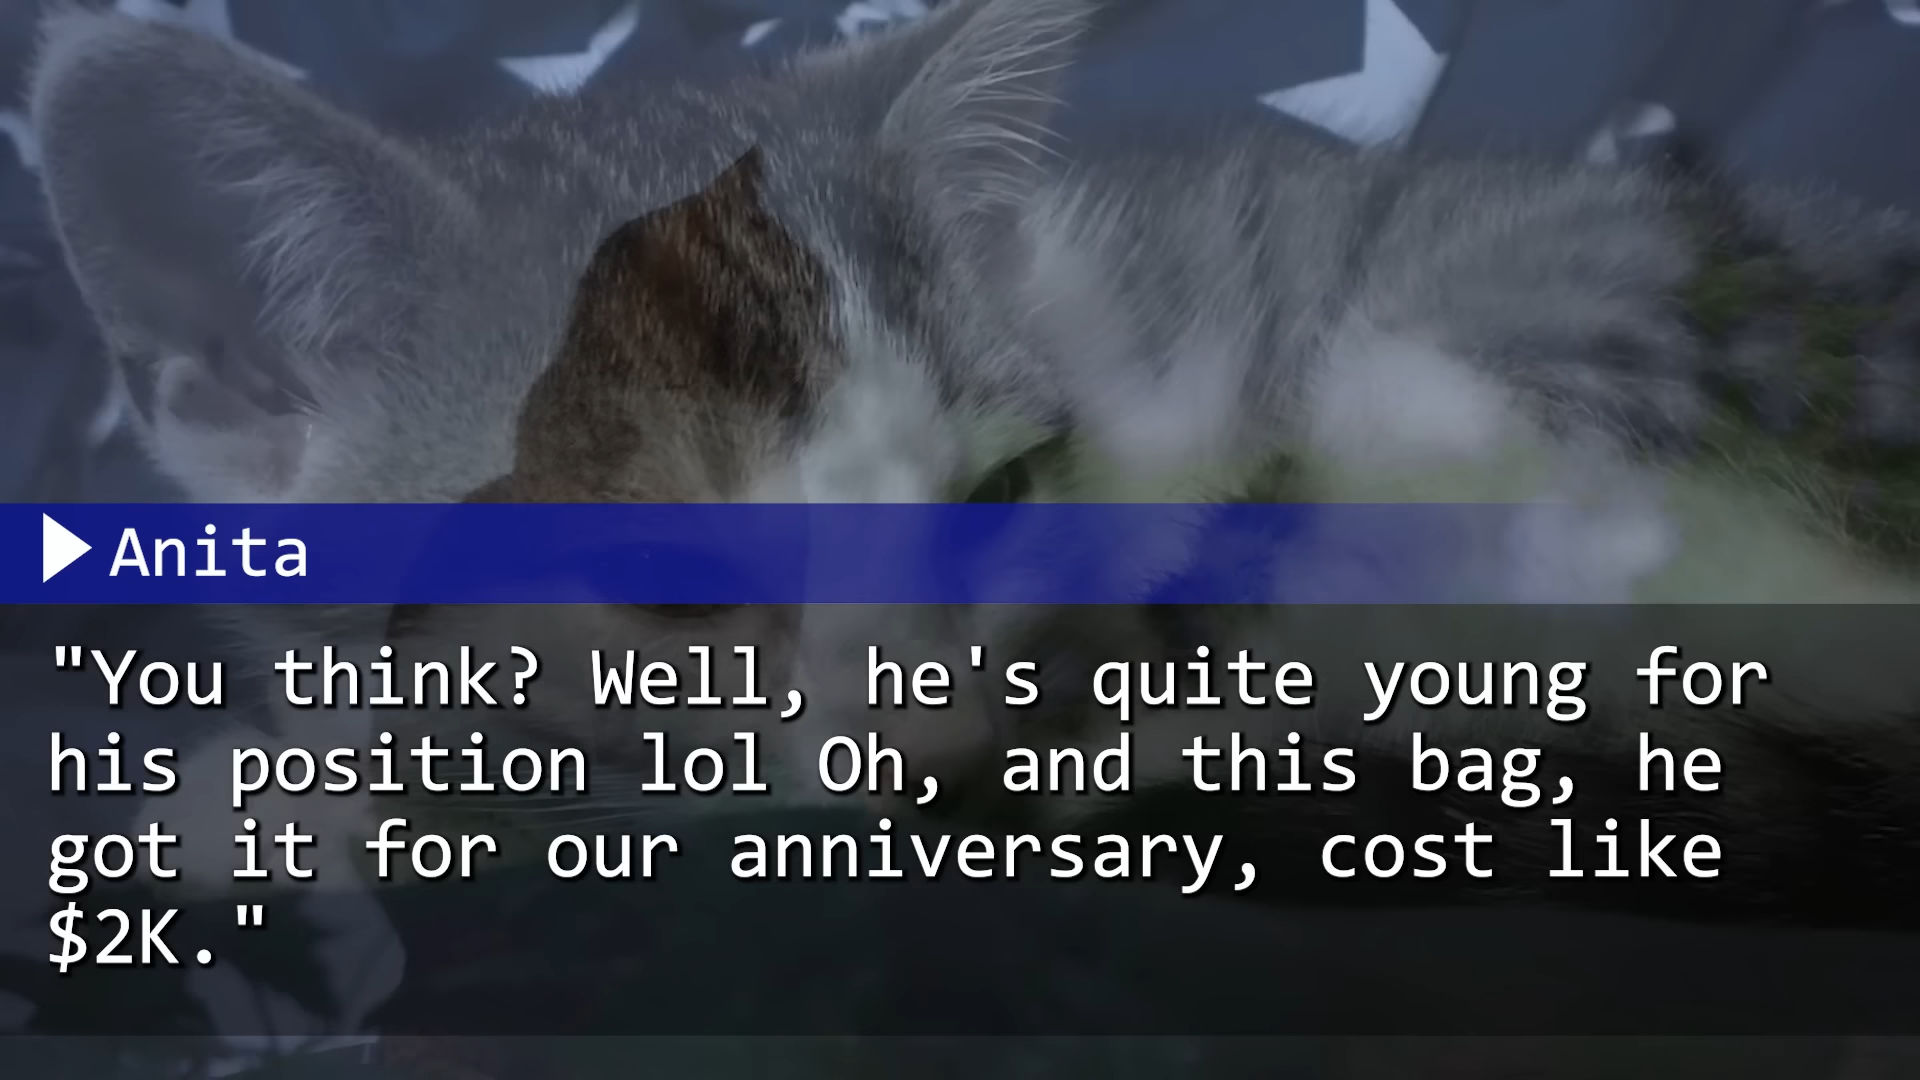 Anita
"You think? Well, he's quite young for
his position lol Oh, and this bag, he
got it for our anniversary, cost like
$2K."